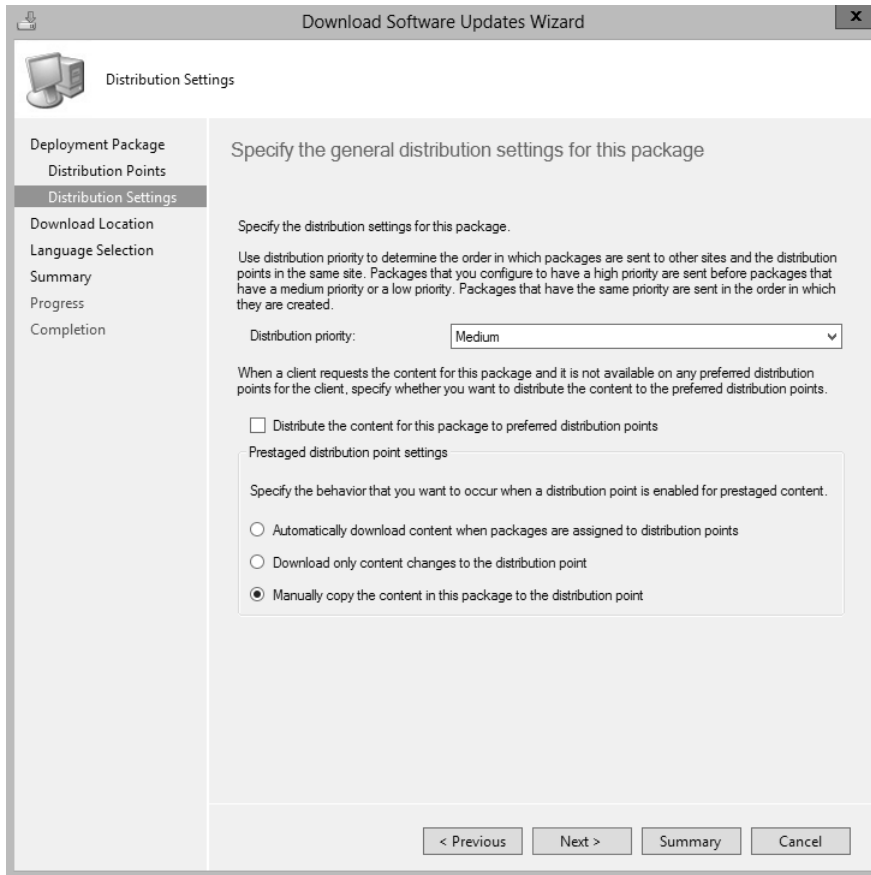 Download Software Updates Wizard
x
Distribution Settings
Deployment Package
Distribution Points
Distribution Settings
Download Location
Language Selection
Summary
Progress
Completion
Specify the general distribution settings for this package
Specify the distribution settings for this package.
Use distribution priority to determine the order in which packages are sent to other sites and the distribution
points in the same site. Packages that you configure to have a high priority are sent before packages that
have a medium priority or a low priority. Packages that have the same priority are sent in the order in which
they are created.
Distribution priority: Medium
When a client requests the content for this package and it is not available on any preferred distribution
points for the client, specify whether you want to distribute the content to the preferred distribution points.
Distribute the content for this package to preferred distribution points
Prestaged distribution point settings
Specify the behavior that you want to occur when a distribution point is enabled for prestaged content.
Automatically download content when packages are assigned to distribution points
Download only content changes to the distribution point
Manually copy the content in this package to the distribution point
< Previous Next > Summary Cancel